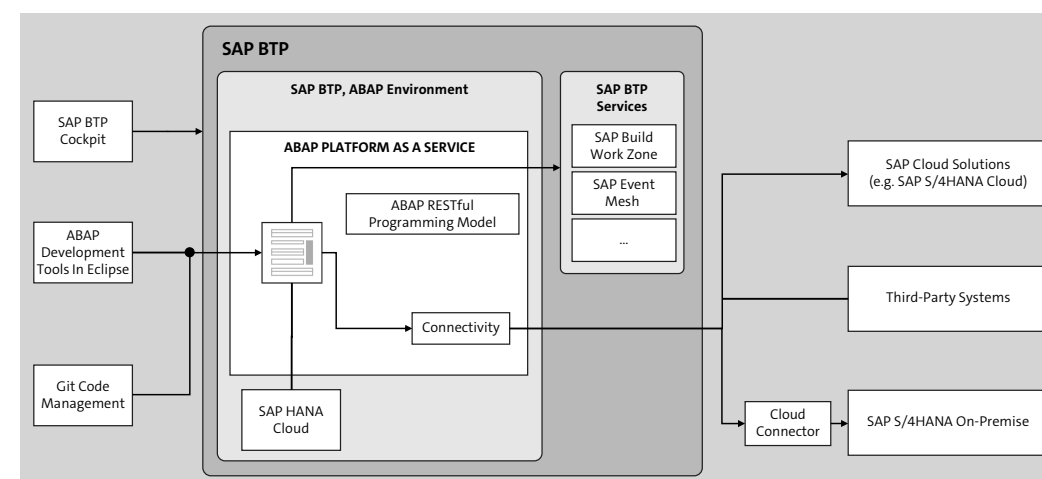 SAP BTP
SAP BTP, ABAP Environment
SAP BTP
Services
SAP BTP
Cockpit
ABAP PLATFORM AS A SERVICE
SAP Build
Work Zone
SAP Cloud Solutions
(e.g. SAP S/4HANA Cloud)
SAP Event
Mesh
ABAP RESTful
Programming Model
ABAP
Development
Tools In Eclipse
...
Third-Party Systems
Connectivity
Git Code
Management
SAP HANA
Cloud
Cloud
Connector
SAP S/4HANA On-Premise